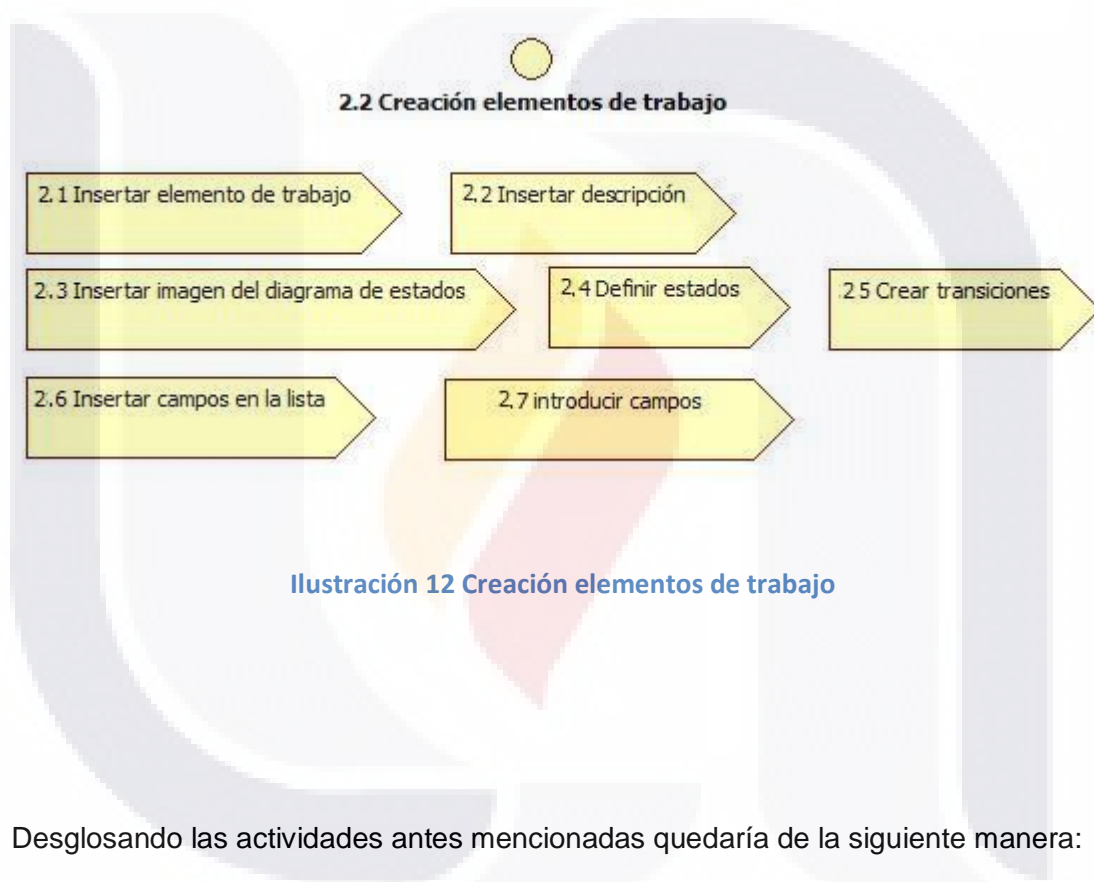 2.2 Creación elementos de trabajo
2.1 Insertar elemento de trabajo
2.2 Insertar descripción
2.3 Insertar imagen del diagrama de estados
2.4 Definir estados
2 5 Crear transiciones
2.6 Insertar campos en la lista
2.7 introducir campos
Ilustración 12 Creación elementos de trabajo
Desglosando las actividades antes mencionadas quedaría de la siguiente manera: